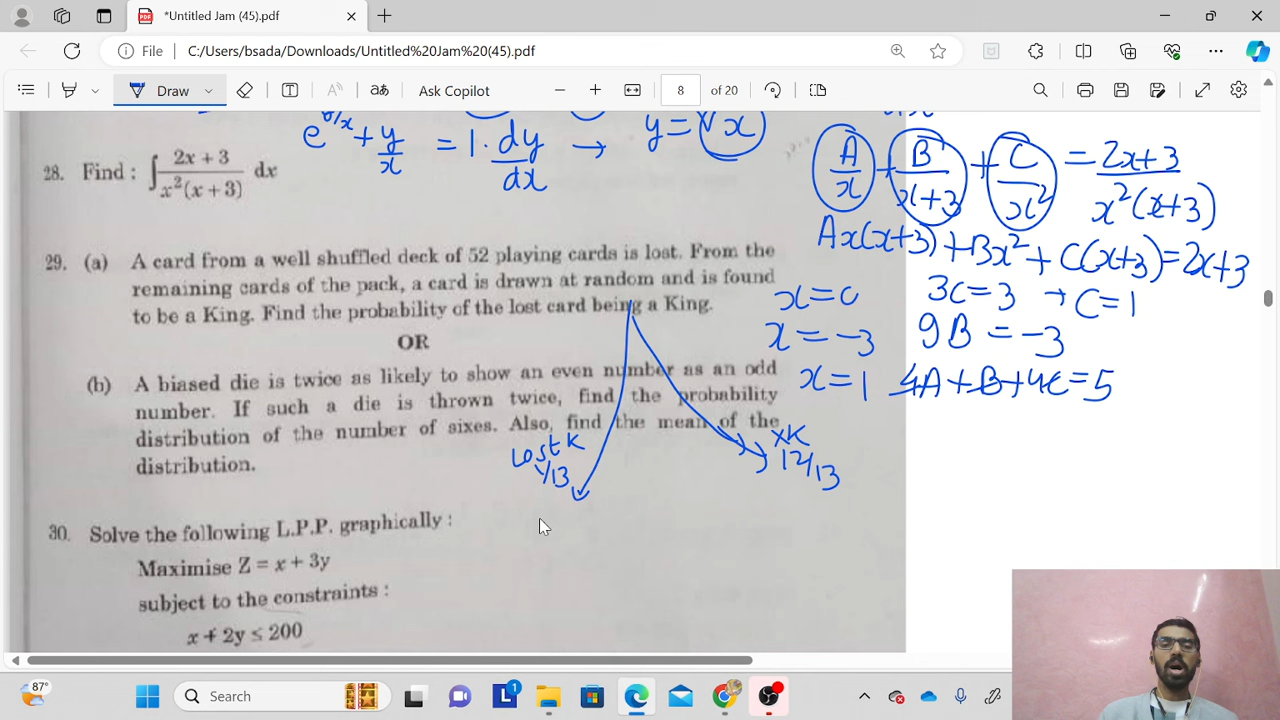 *Untitled Jam (45).pdf
File
C:/Users/bsada/Downloads/Untitled%20Jam%20(45).pdf
Draw
Ask Copilot
8 of 20
+ y/x = 1. dy/dx →
y =
A/x + B/x+3 + C/x² = 2x+3/x²(x+3)
Ax(x+3)+Bx²+C(x+3)=2x+3
x=0 3C=3 → C=1
x=-3 9B=-3
x=1 4A+B+4C=5
28. Find : ∫ 2x + 3 / x²(x + 3) dx
29. (a) A card from a well shuffled deck of 52 playing cards is lost. From the
remaining cards of the pack, a card is drawn at random and is found
to be a King. Find the probability of the lost card being a King.
OR
(b) A biased die is twice as likely to show an even number as an odd
number. If such a die is thrown twice, find the probability
distribution of the number of sixes. Also, find the mean of the
distribution.
Lost K
1/13
XK
12/13
30. Solve the following L.P.P. graphically :
Maximise Z = x + 3y
subject to the constraints :
x + 2y ≤ 200
87°
Search
1